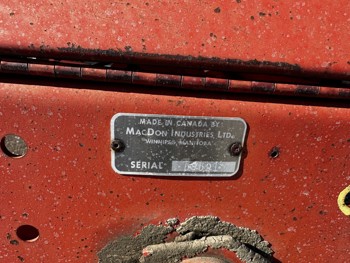 MADE IN CANADA BY
MACDON INDUSTRIES LTD.
WINNIPEG, MANITOBA
SERIAL